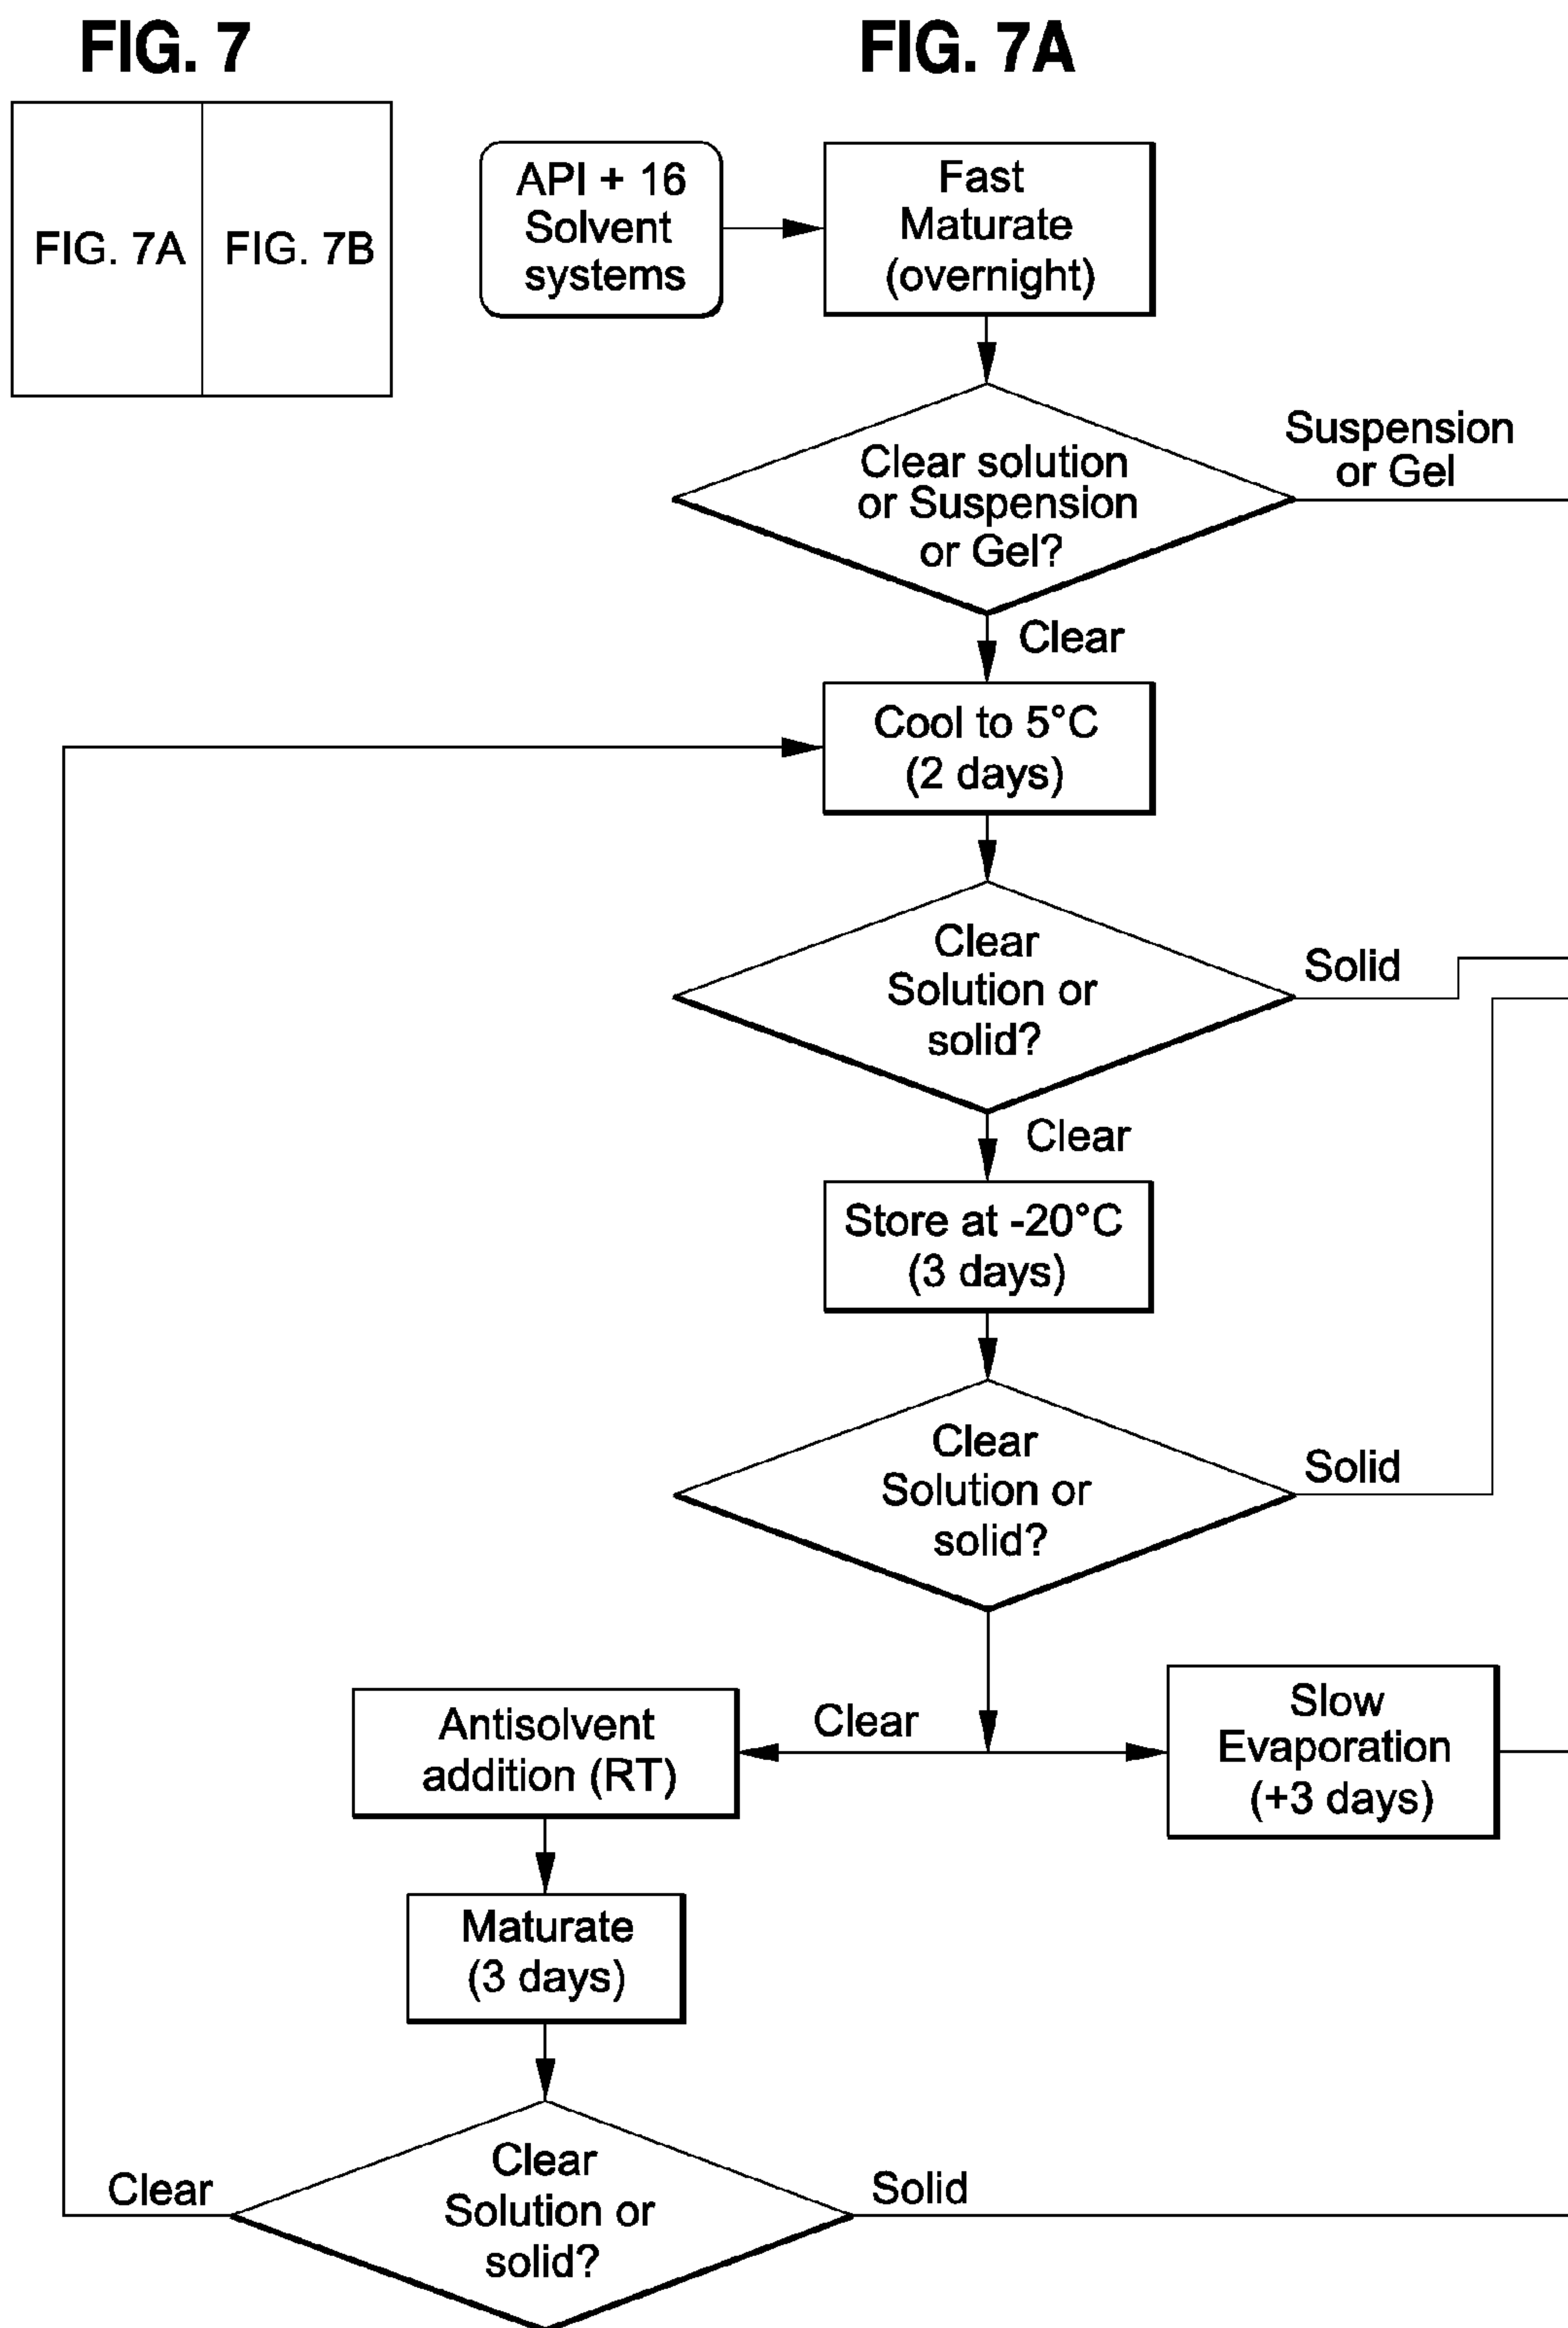 FIG. 7
FIG. 7A
FIG. 7A
FIG. 7B
API + 16
Solvent
systems
Fast
Maturate
(overnight)
Clear solution
or Suspension
or Gel?
Suspension
or Gel
Clear
Cool to 5°C
(2 days)
Clear
Solution or
solid?
Solid
Clear
Store at -20°C
(3 days)
Clear
Solution or
solid?
Solid
Antisolvent
addition (RT)
Clear
Slow
Evaporation
(+3 days)
Maturate
(3 days)
Clear
Clear
Solution or
solid?
Solid